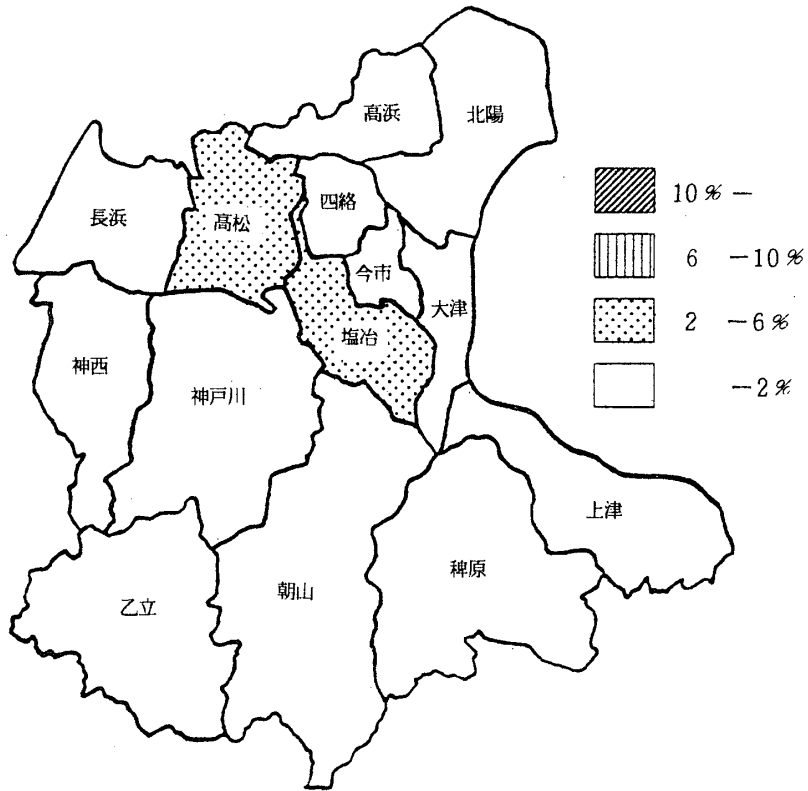 高浜
北陽
長浜
高松
四絡
今市
大津
塩冶
神西
神戸川
上津
稗原
朝山
乙立
10% －
6 －10%
2 －6%
－2%